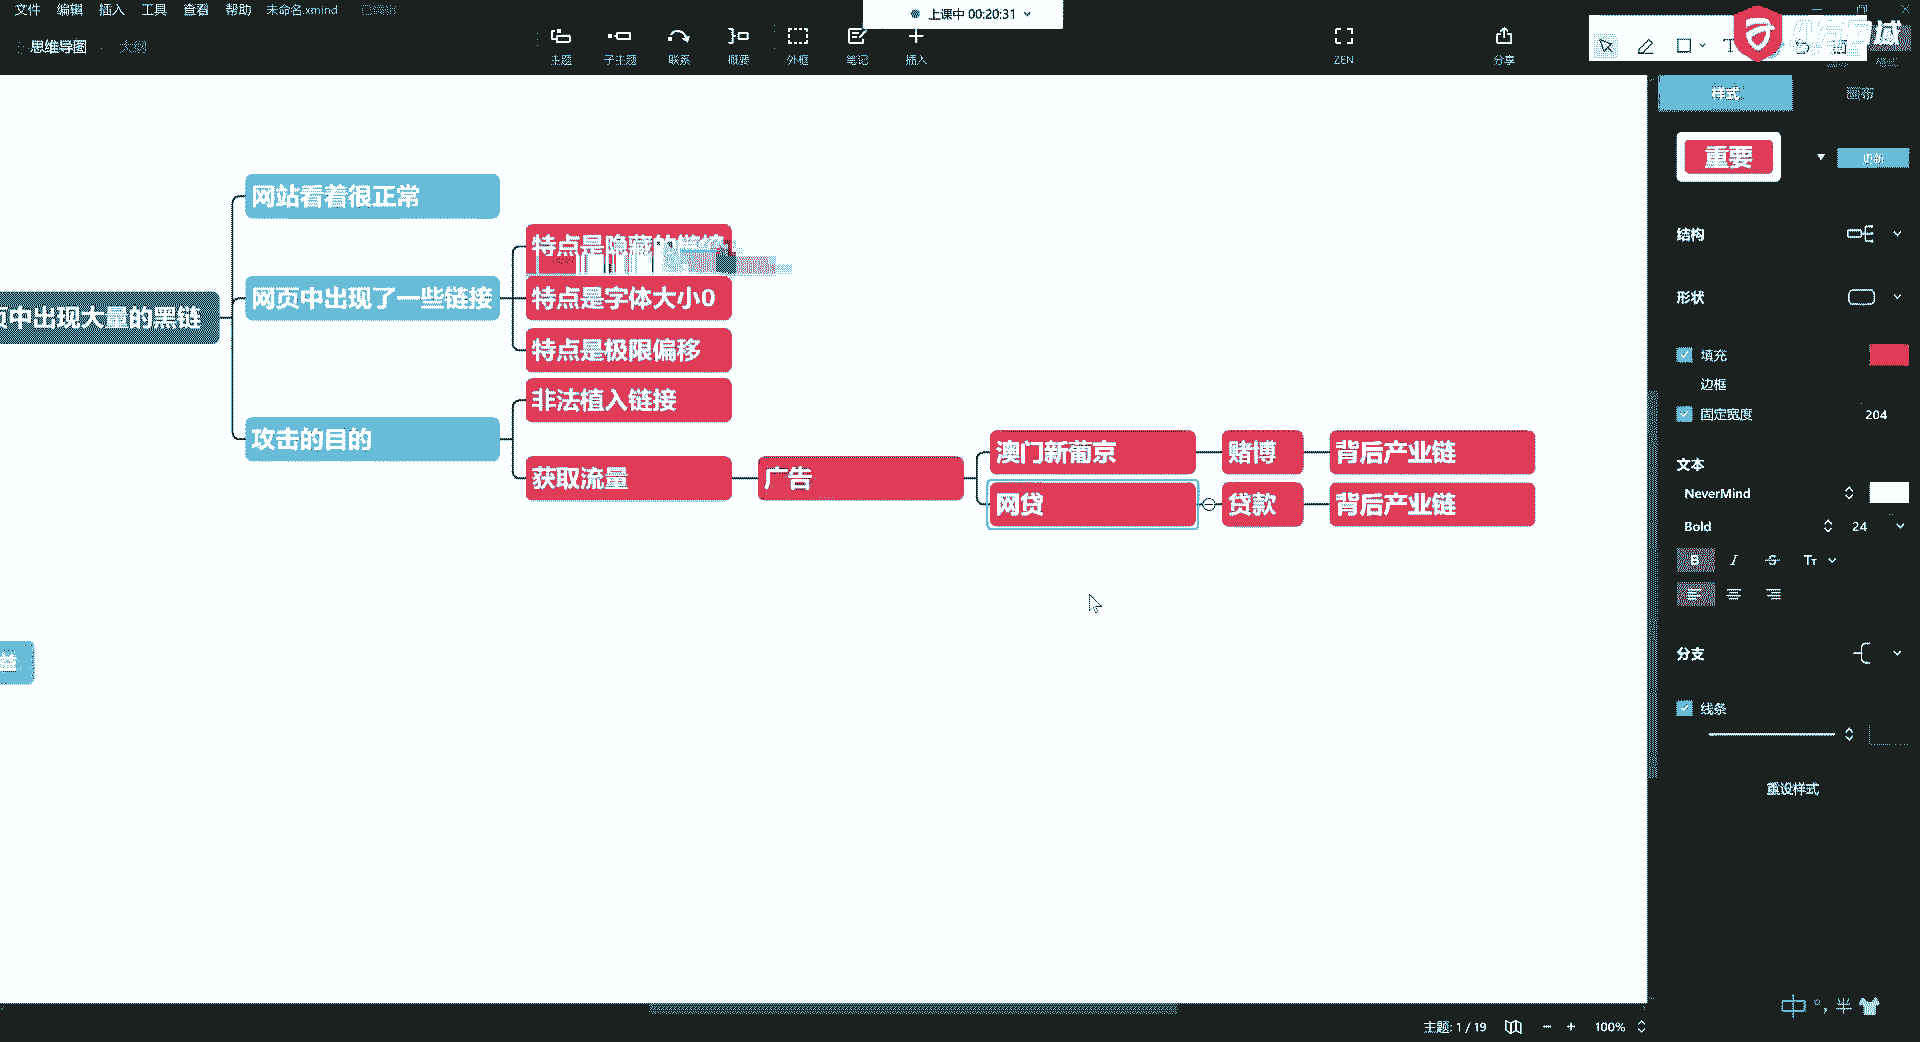 文件 编辑 插入 工具 查看 帮助 未命名.xmind
上课中 00:20:31
思维导图 大纲
主题 子主题 联系 概要 外框 笔记 插入 ZEN 分享
样式 画布
重要 更新
结构
形状
填充
边框
固定宽度 204
文本
NeverMind
Bold 24
B I S Tт
分支
线条
重设样式
网站看着很正常
特点是隐藏的
网页中出现了一些链接
特点是字体大小0
页中出现大量的黑链
特点是极限偏移
非法植入链接
攻击的目的
获取流量
广告
澳门新葡京
赌博
背后产业链
网贷
贷款
背后产业链
益
中 °, 半
主题: 1 / 19
100%
域